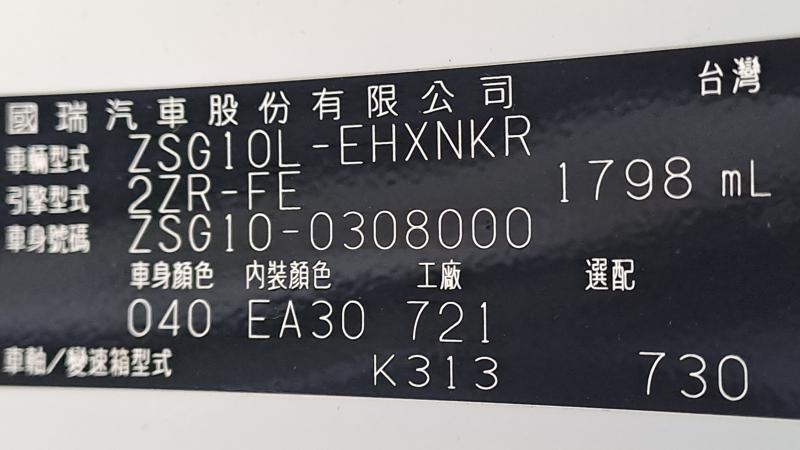 國瑞汽車股份有限公司 台灣
車輛型式 ZSG10L-EHXNKR
引擎型式 2ZR-FE 1798 mL
車身號碼 ZSG10-0308000
車身顏色 內裝顏色 工廠 選配
040 EA30 721
車軸/變速箱型式 K313 730